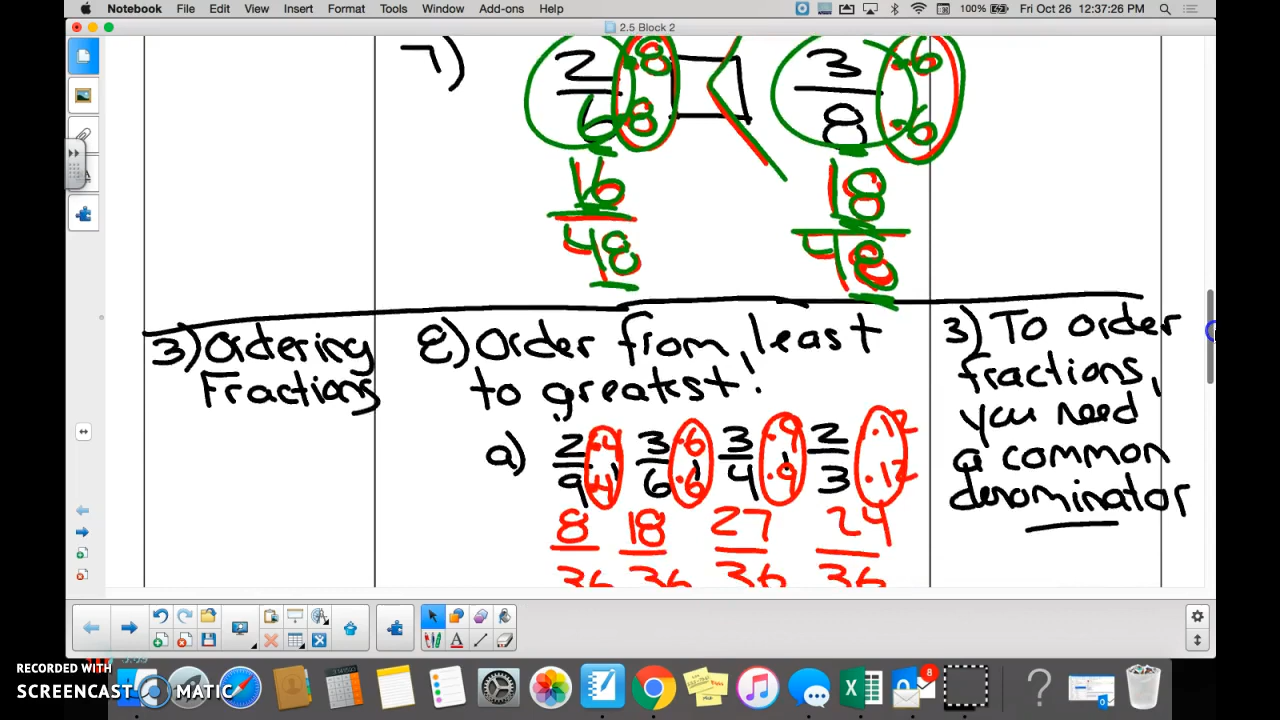 Notebook File Edit View Insert Format Tools Window Add-ons Help 100% Fri Oct 26 12:37:26 PM
2.5 Block 2
7) 2/6 ·8/·8 < 3/8 ·6/·6
16/48 18/48
3) Ordering
Fractions
8) Order from least
to greatest:
a) 2/9 ·4/·4, 3/6 ·6/·6, 3/4 ·9/·9, 2/3 ·12/·12
8/36 18/36 27/36 24/36
3) To order
fractions,
you need
a common
denominator
8
RECORDED WITH
SCREENCAST MATIC